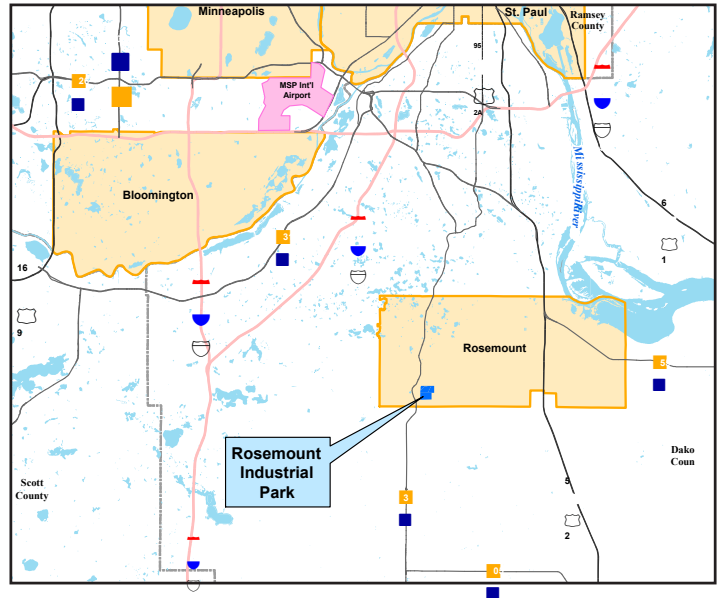 Minneapolis
St. Paul
Ramsey
County
95
2
MSP Int'l
Airport
2A
Mississippi River
Bloomington
6
3
1
16
9
Rosemount
5
Rosemount
Industrial
Park
Dako
Coun
Scott
County
5
3
2
0